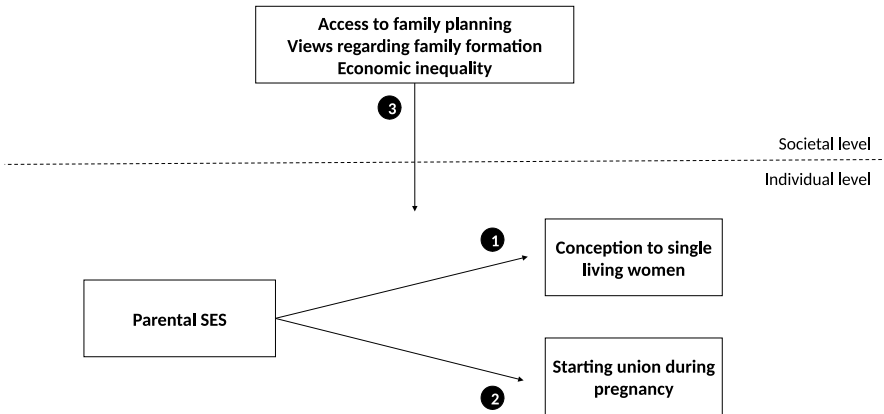 Access to family planning
Views regarding family formation
Economic inequality
3
Societal level
Individual level
1
Conception to single
living women
Parental SES
Starting union during
pregnancy
2